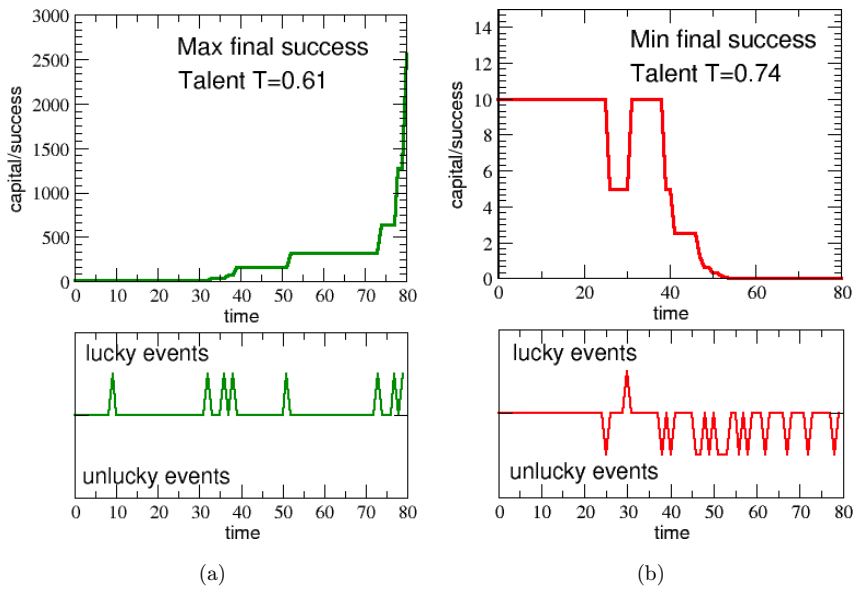 Max final success
Talent T=0.61
3000
2500
2000
1500
1000
500
0
capital/success
0 10 20 30 40 50 60 70 80
time
lucky events
unlucky events
0 10 20 30 40 50 60 70 80
time
(a)
Min final success
Talent T=0.74
14
12
10
8
6
4
2
0
capital/success
0 20 40 60 80
time
lucky events
unlucky events
0 10 20 30 40 50 60 70 80
time
(b)